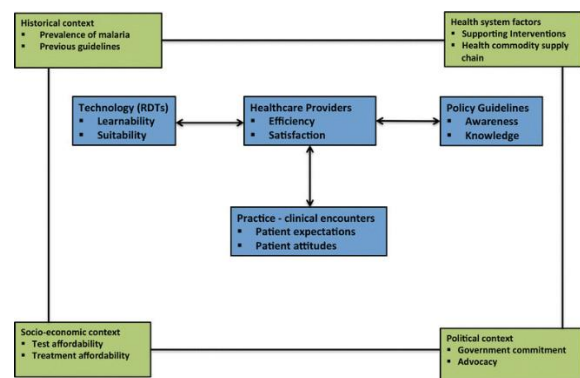 Historical context
▪ Prevalence of malaria
▪ Previous guidelines
Health system factors
▪ Supporting Interventions
▪ Health commodity supply
chain
Technology (RDTs)
▪ Learnability
▪ Suitability
Healthcare Providers
▪ Efficiency
▪ Satisfaction
Policy Guidelines
▪ Awareness
▪ Knowledge
Practice - clinical encounters
▪ Patient expectations
▪ Patient attitudes
Socio-economic context
▪ Test affordability
▪ Treatment affordability
Political context
▪ Government commitment
▪ Advocacy